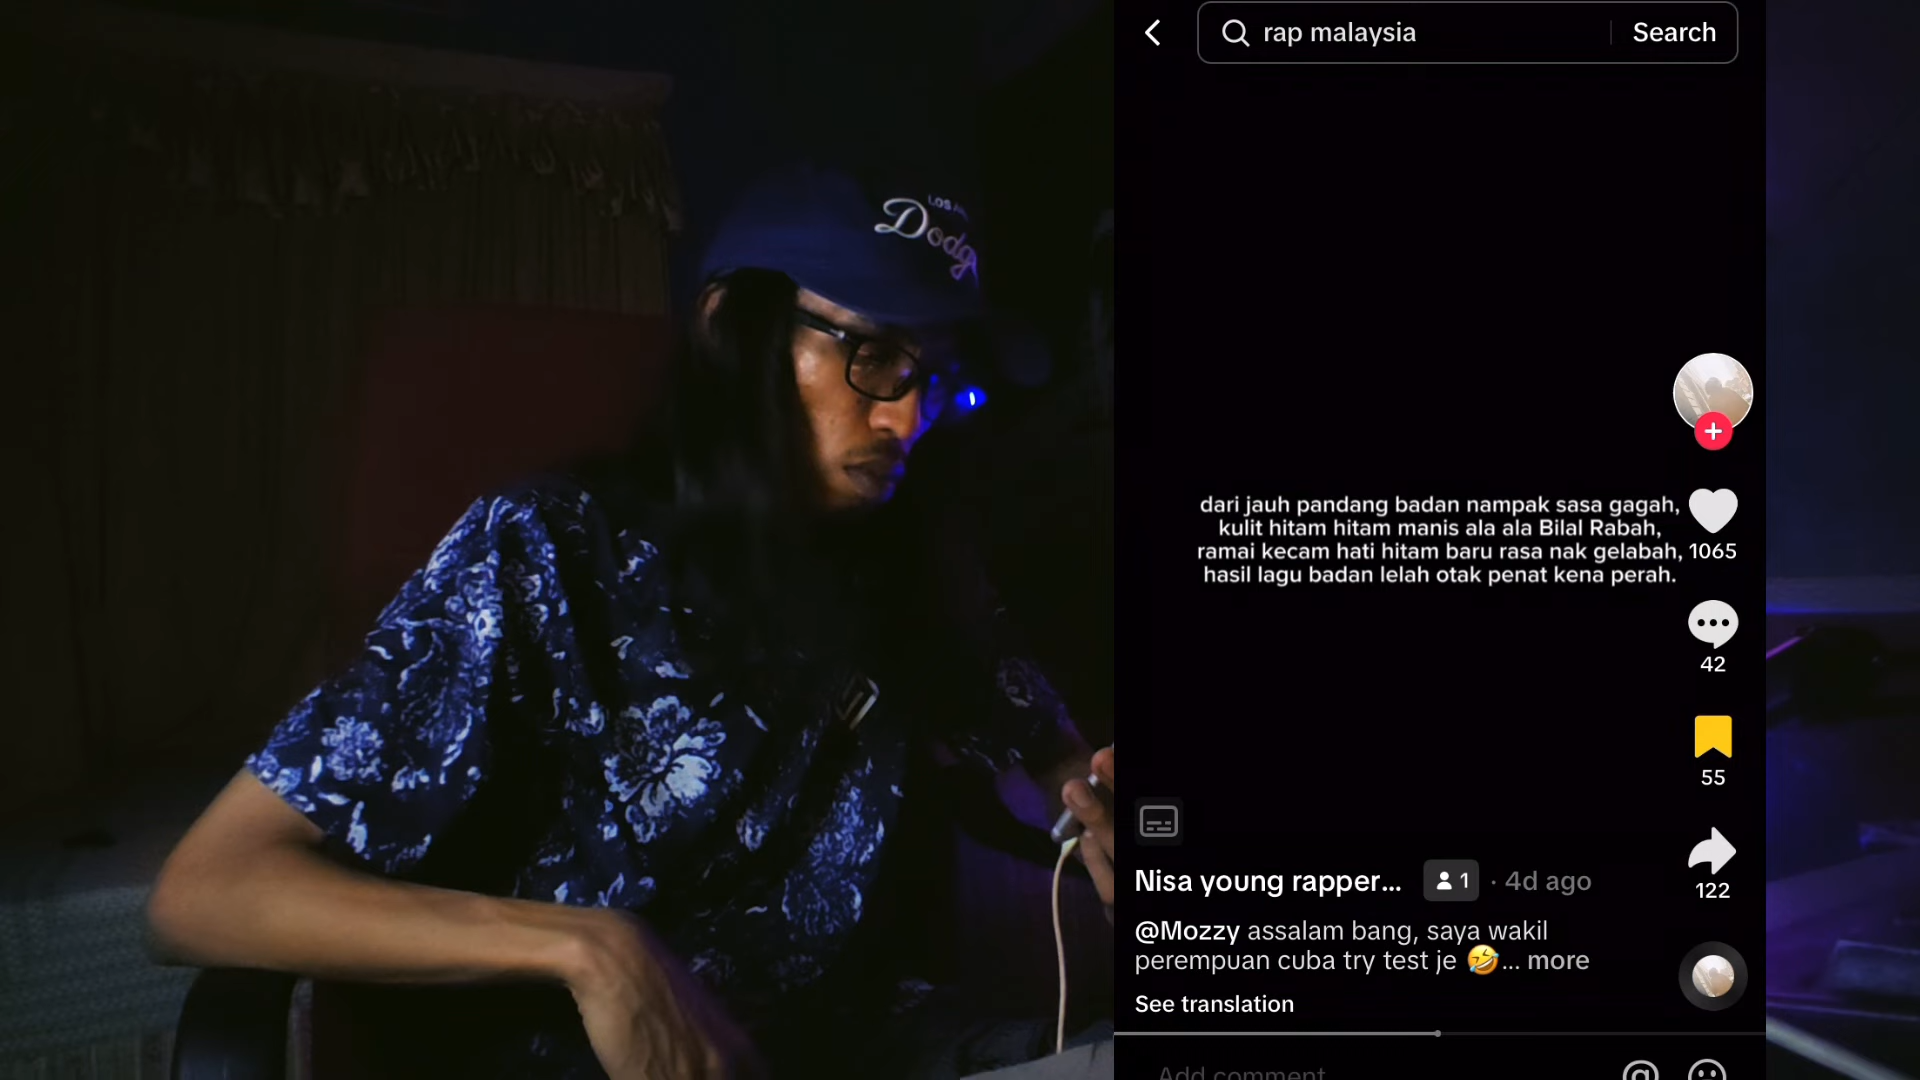 LOS
Dodg
rap malaysia
Search
dari jauh pandang badan nampak sasa gagah,
kulit hitam hitam manis ala ala Bilal Rabah,
ramai kecam hati hitam baru rasa nak gelabah,
hasil lagu badan lelah otak penat kena perah.
1065
42
55
122
Nisa young rapper... 1 · 4d ago
@Mozzy assalam bang, saya wakil
perempuan cuba try test je 🤣... more
See translation
Add comment